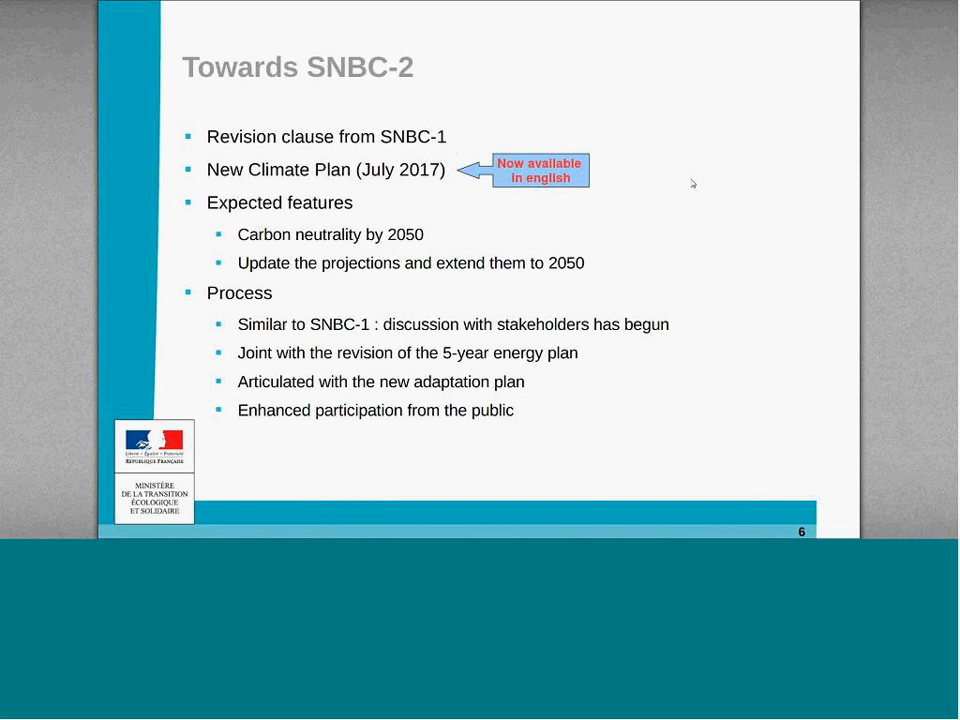 Towards SNBC-2
Revision clause from SNBC-1
New Climate Plan (July 2017)
Now available
in english
Expected features
Carbon neutrality by 2050
Update the projections and extend them to 2050
Process
Similar to SNBC-1 : discussion with stakeholders has begun
Joint with the revision of the 5-year energy plan
Articulated with the new adaptation plan
Enhanced participation from the public
Liberté • Égalité • Fraternité
RÉPUBLIQUE FRANÇAISE
MINISTÈRE
DE LA TRANSITION
ÉCOLOGIQUE
ET SOLIDAIRE
6